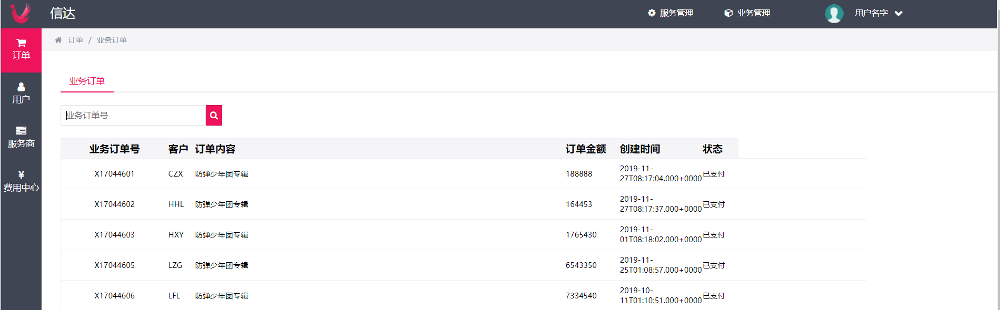 信达
服务管理 业务管理 用户名字
订单 / 业务订单
订单
用户
服务商
¥
费用中心
业务订单
业务订单号
业务订单号 客户 订单内容 订单金额 创建时间 状态
X17044601 CZX 防弹少年团专辑 188888 2019-11-27T08:17:04.000+0000 已支付
X17044602 HHL 防弹少年团专辑 164453 2019-11-27T08:17:37.000+0000 已支付
X17044603 HXY 防弹少年团专辑 1765430 2019-11-01T08:18:02.000+0000 已支付
X17044605 LZG 防弹少年团专辑 6543350 2019-11-25T01:08:57.000+0000 已支付
X17044606 LFL 防弹少年团专辑 7334540 2019-10-11T01:10:51.000+0000 已支付